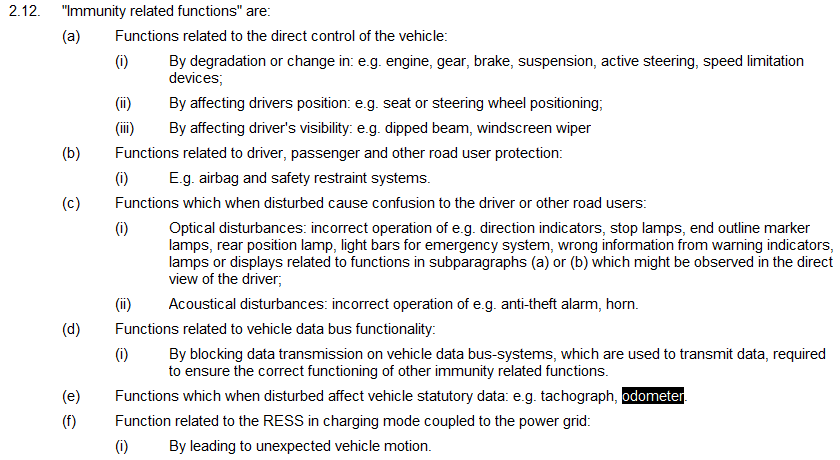 2.12. "Immunity related functions" are:
(a) Functions related to the direct control of the vehicle:
(i) By degradation or change in: e.g. engine, gear, brake, suspension, active steering, speed limitation
devices;
(ii) By affecting drivers position: e.g. seat or steering wheel positioning;
(iii) By affecting driver's visibility: e.g. dipped beam, windscreen wiper
(b) Functions related to driver, passenger and other road user protection:
(i) E.g. airbag and safety restraint systems.
(c) Functions which when disturbed cause confusion to the driver or other road users:
(i) Optical disturbances: incorrect operation of e.g. direction indicators, stop lamps, end outline marker
lamps, rear position lamp, light bars for emergency system, wrong information from warning indicators,
lamps or displays related to functions in subparagraphs (a) or (b) which might be observed in the direct
view of the driver;
(ii) Acoustical disturbances: incorrect operation of e.g. anti-theft alarm, horn.
(d) Functions related to vehicle data bus functionality:
(i) By blocking data transmission on vehicle data bus-systems, which are used to transmit data, required
to ensure the correct functioning of other immunity related functions.
(e) Functions which when disturbed affect vehicle statutory data: e.g. tachograph, odometer.
(f) Function related to the RESS in charging mode coupled to the power grid:
(i) By leading to unexpected vehicle motion.